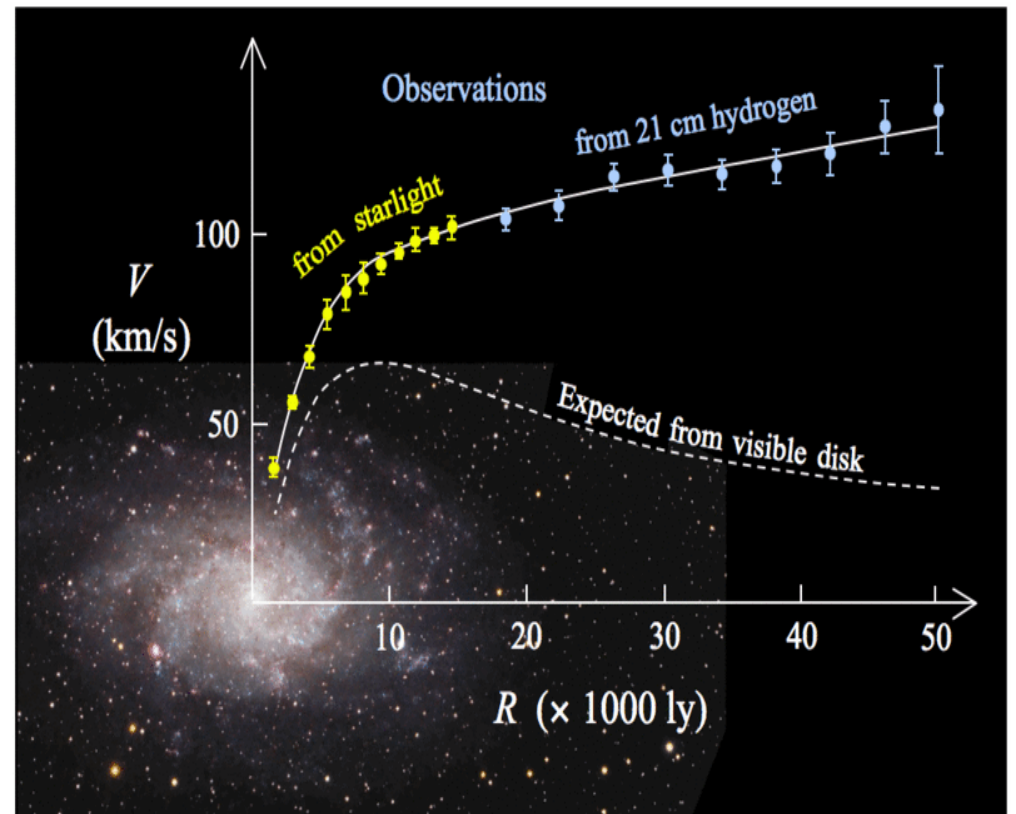 Observations
from 21 cm hydrogen
from starlight
100
V
(km/s)
50
Expected from visible disk
10 20 30 40 50
R (× 1000 ly)